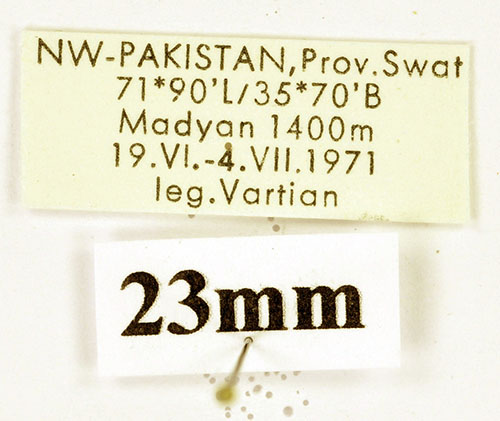 NW-PAKISTAN,Prov.Swat
71*90'L/35*70'B
Madyan 1400m
19.VI.-4.VII.1971
leg.Vartian
23mm